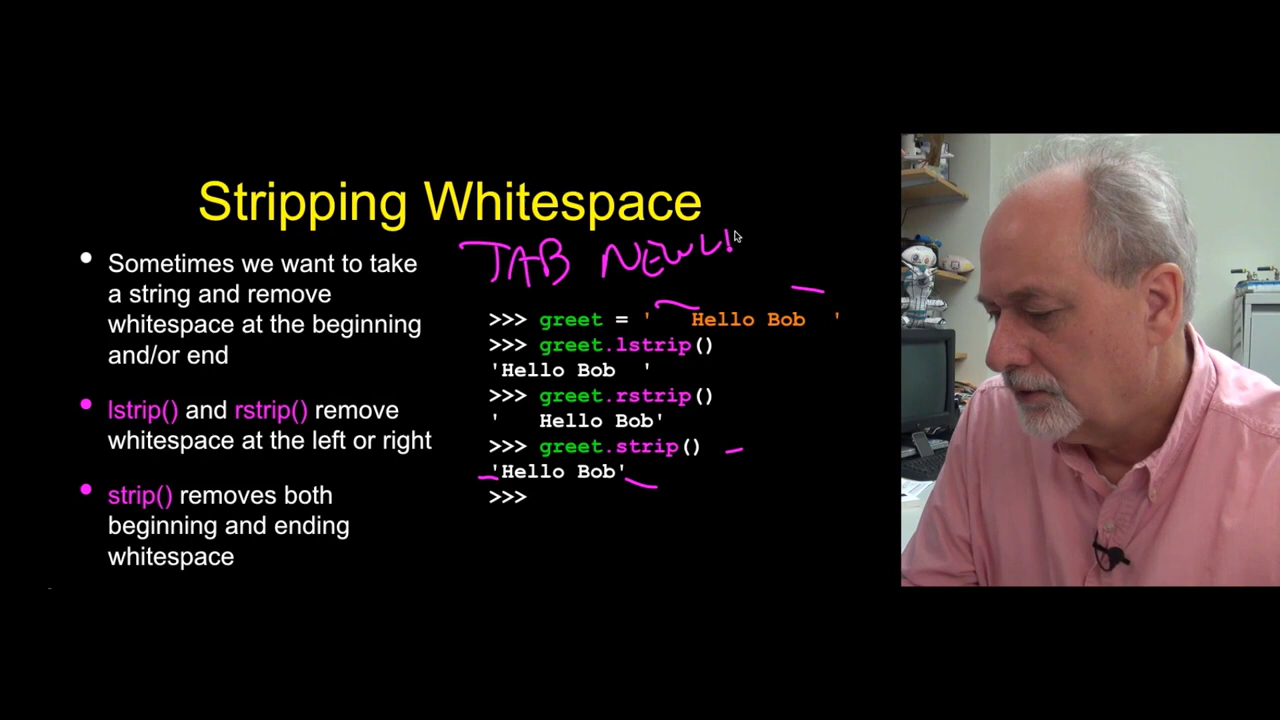 Stripping Whitespace
• Sometimes we want to take
a string and remove
whitespace at the beginning
and/or end
• lstrip() and rstrip() remove
whitespace at the left or right
• strip() removes both
beginning and ending
whitespace
TAB NEWLI
>>> greet = '   Hello Bob  '
>>> greet.lstrip()
'Hello Bob  '
>>> greet.rstrip()
'   Hello Bob'
>>> greet.strip()
'Hello Bob'
>>>